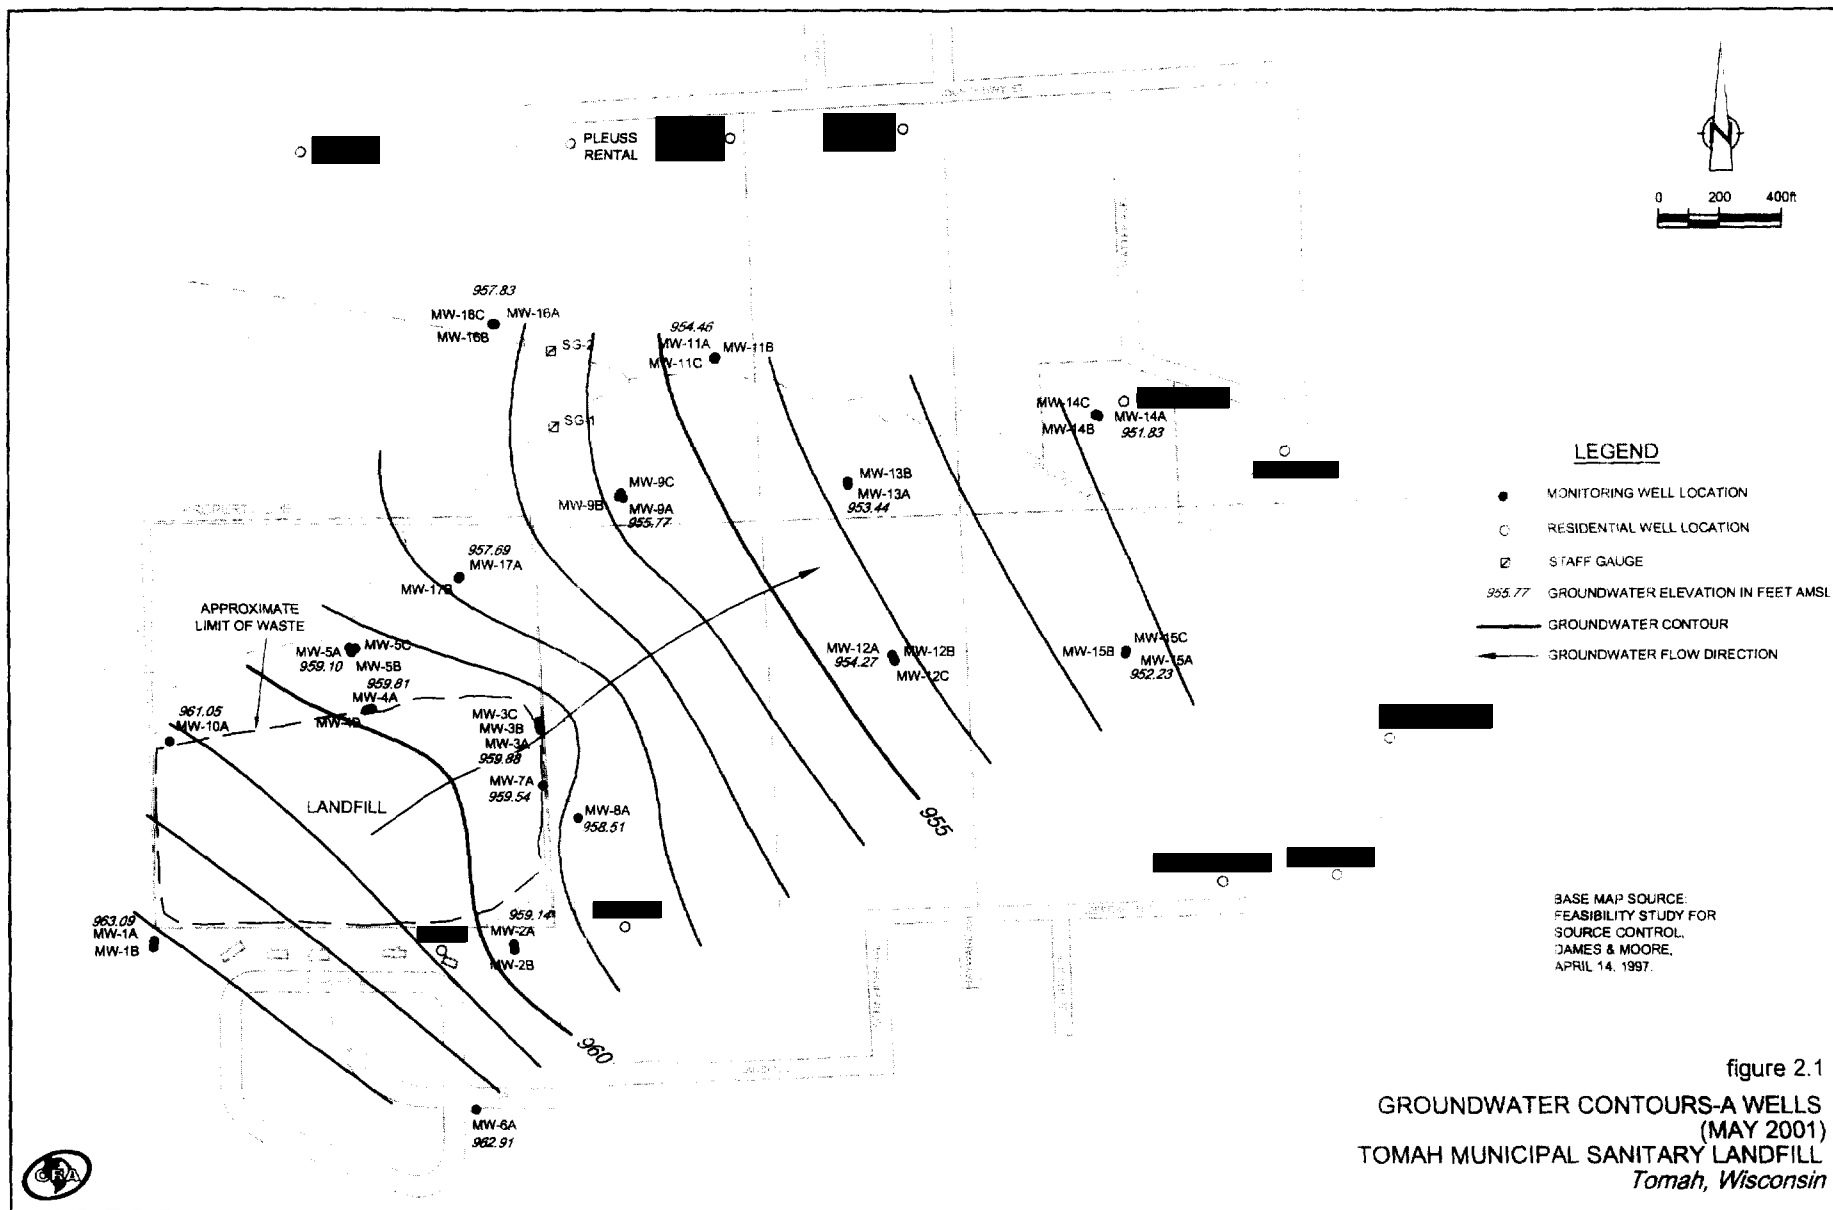 PLEUSS
RENTAL
N
0 200 400ft
957.83
MW-16C MW-16A
MW-16B
SG-2
954.46
MW-11A MW-11B
MW-11C
SG-1
MW-14C
MW-14A
MW-14B
951.83
LEGEND
MONITORING WELL LOCATION
RESIDENTIAL WELL LOCATION
STAFF GAUGE
955.77 GROUNDWATER ELEVATION IN FEET AMSL
GROUNDWATER CONTOUR
GROUNDWATER FLOW DIRECTION
MW-9C
MW-9B MW-9A
955.77
MW-13B
MW-13A
953.44
957.69
MW-17A
MW-17B
APPROXIMATE
LIMIT OF WASTE
MW-5A MW-5C
959.10 MW-5B
959.81
MW-4A
MW-4B
961.05
MW-10A
MW-3C
MW-3B
MW-3A
959.88
MW-7A
959.54
LANDFILL
MW-8A
958.51
MW-12A MW-12B
954.27
MW-12C
MW-15C
MW-15B MW-15A
952.23
955
963.09
MW-1A
MW-1B
959.14
MW-2A
MW-2B
960
MW-6A
962.91
BASE MAP SOURCE:
FEASIBILITY STUDY FOR
SOURCE CONTROL,
DAMES & MOORE,
APRIL 14, 1997.
figure 2.1
GROUNDWATER CONTOURS-A WELLS
(MAY 2001)
TOMAH MUNICIPAL SANITARY LANDFILL
Tomah, Wisconsin
CRA